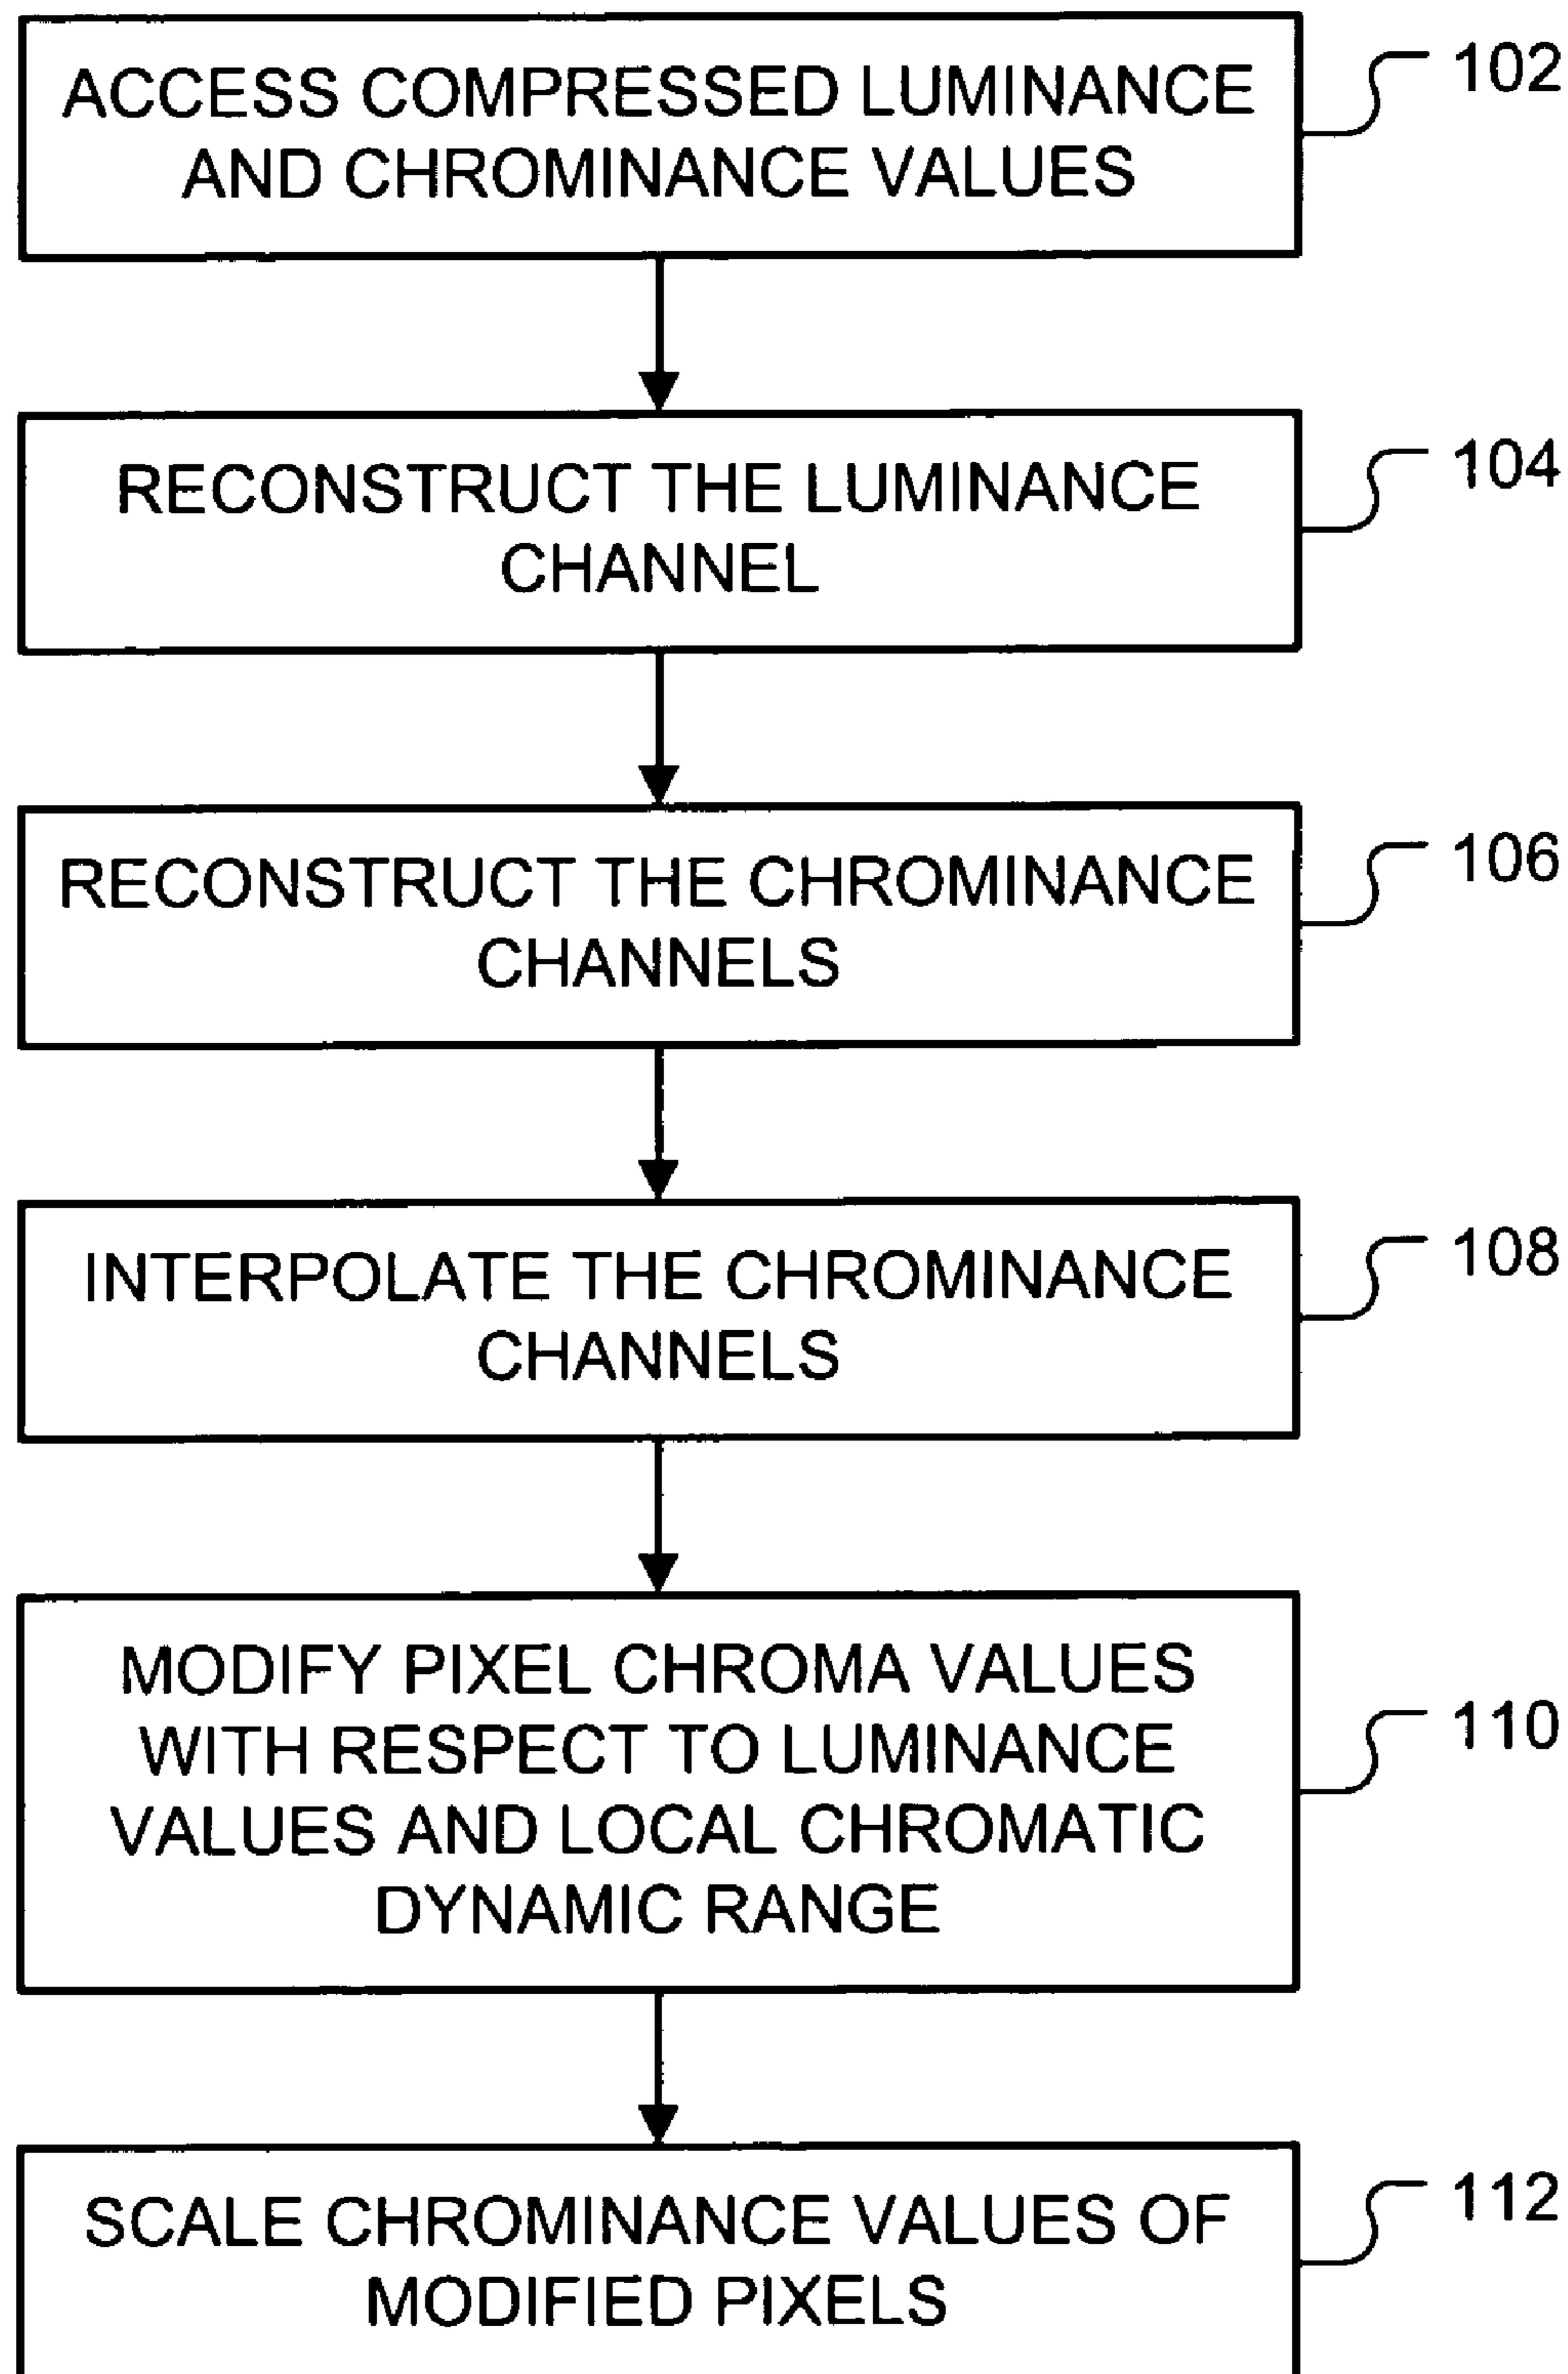 ACCESS COMPRESSED LUMINANCE
AND CHROMINANCE VALUES
102
RECONSTRUCT THE LUMINANCE
CHANNEL
104
RECONSTRUCT THE CHROMINANCE
CHANNELS
106
INTERPOLATE THE CHROMINANCE
CHANNELS
108
MODIFY PIXEL CHROMA VALUES
WITH RESPECT TO LUMINANCE
VALUES AND LOCAL CHROMATIC
DYNAMIC RANGE
110
SCALE CHROMINANCE VALUES OF
MODIFIED PIXELS
112